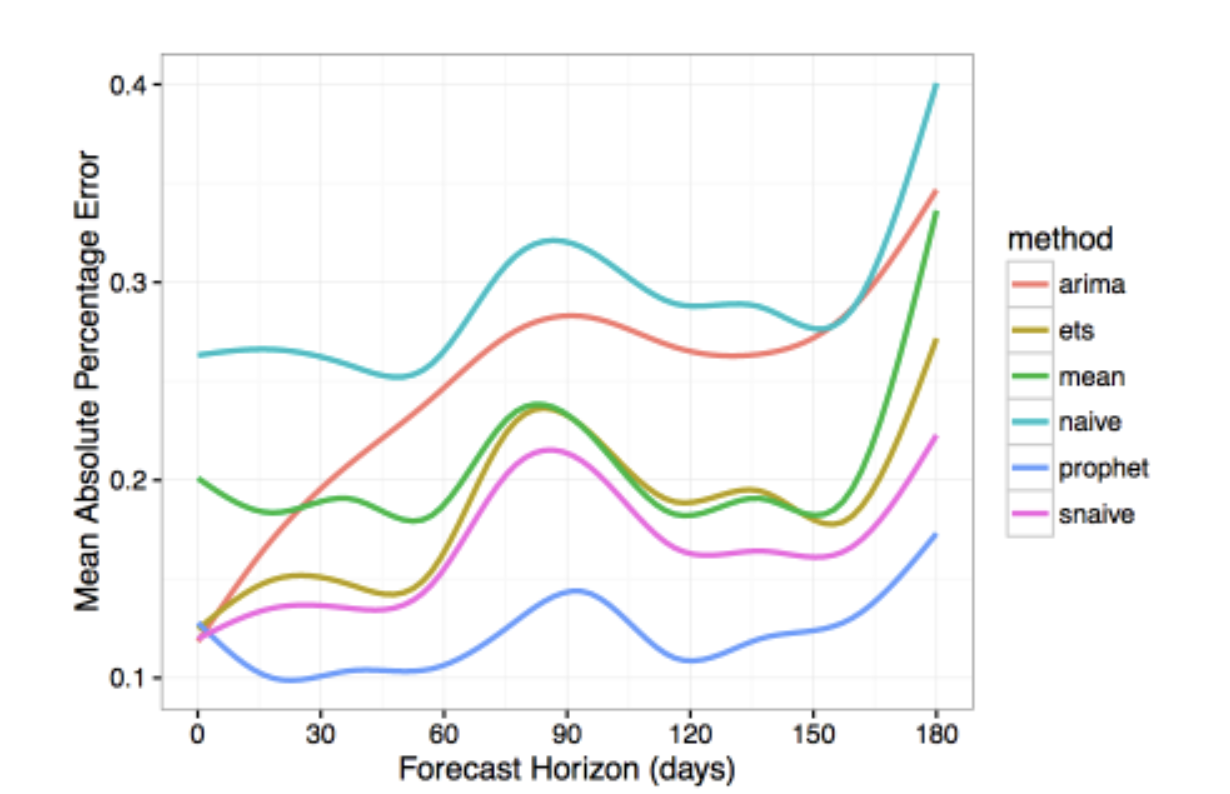 Mean Absolute Percentage Error
0.4
0.3
0.2
0.1
0 30 60 90 120 150 180
Forecast Horizon (days)
method
arima
ets
mean
naive
prophet
snaive